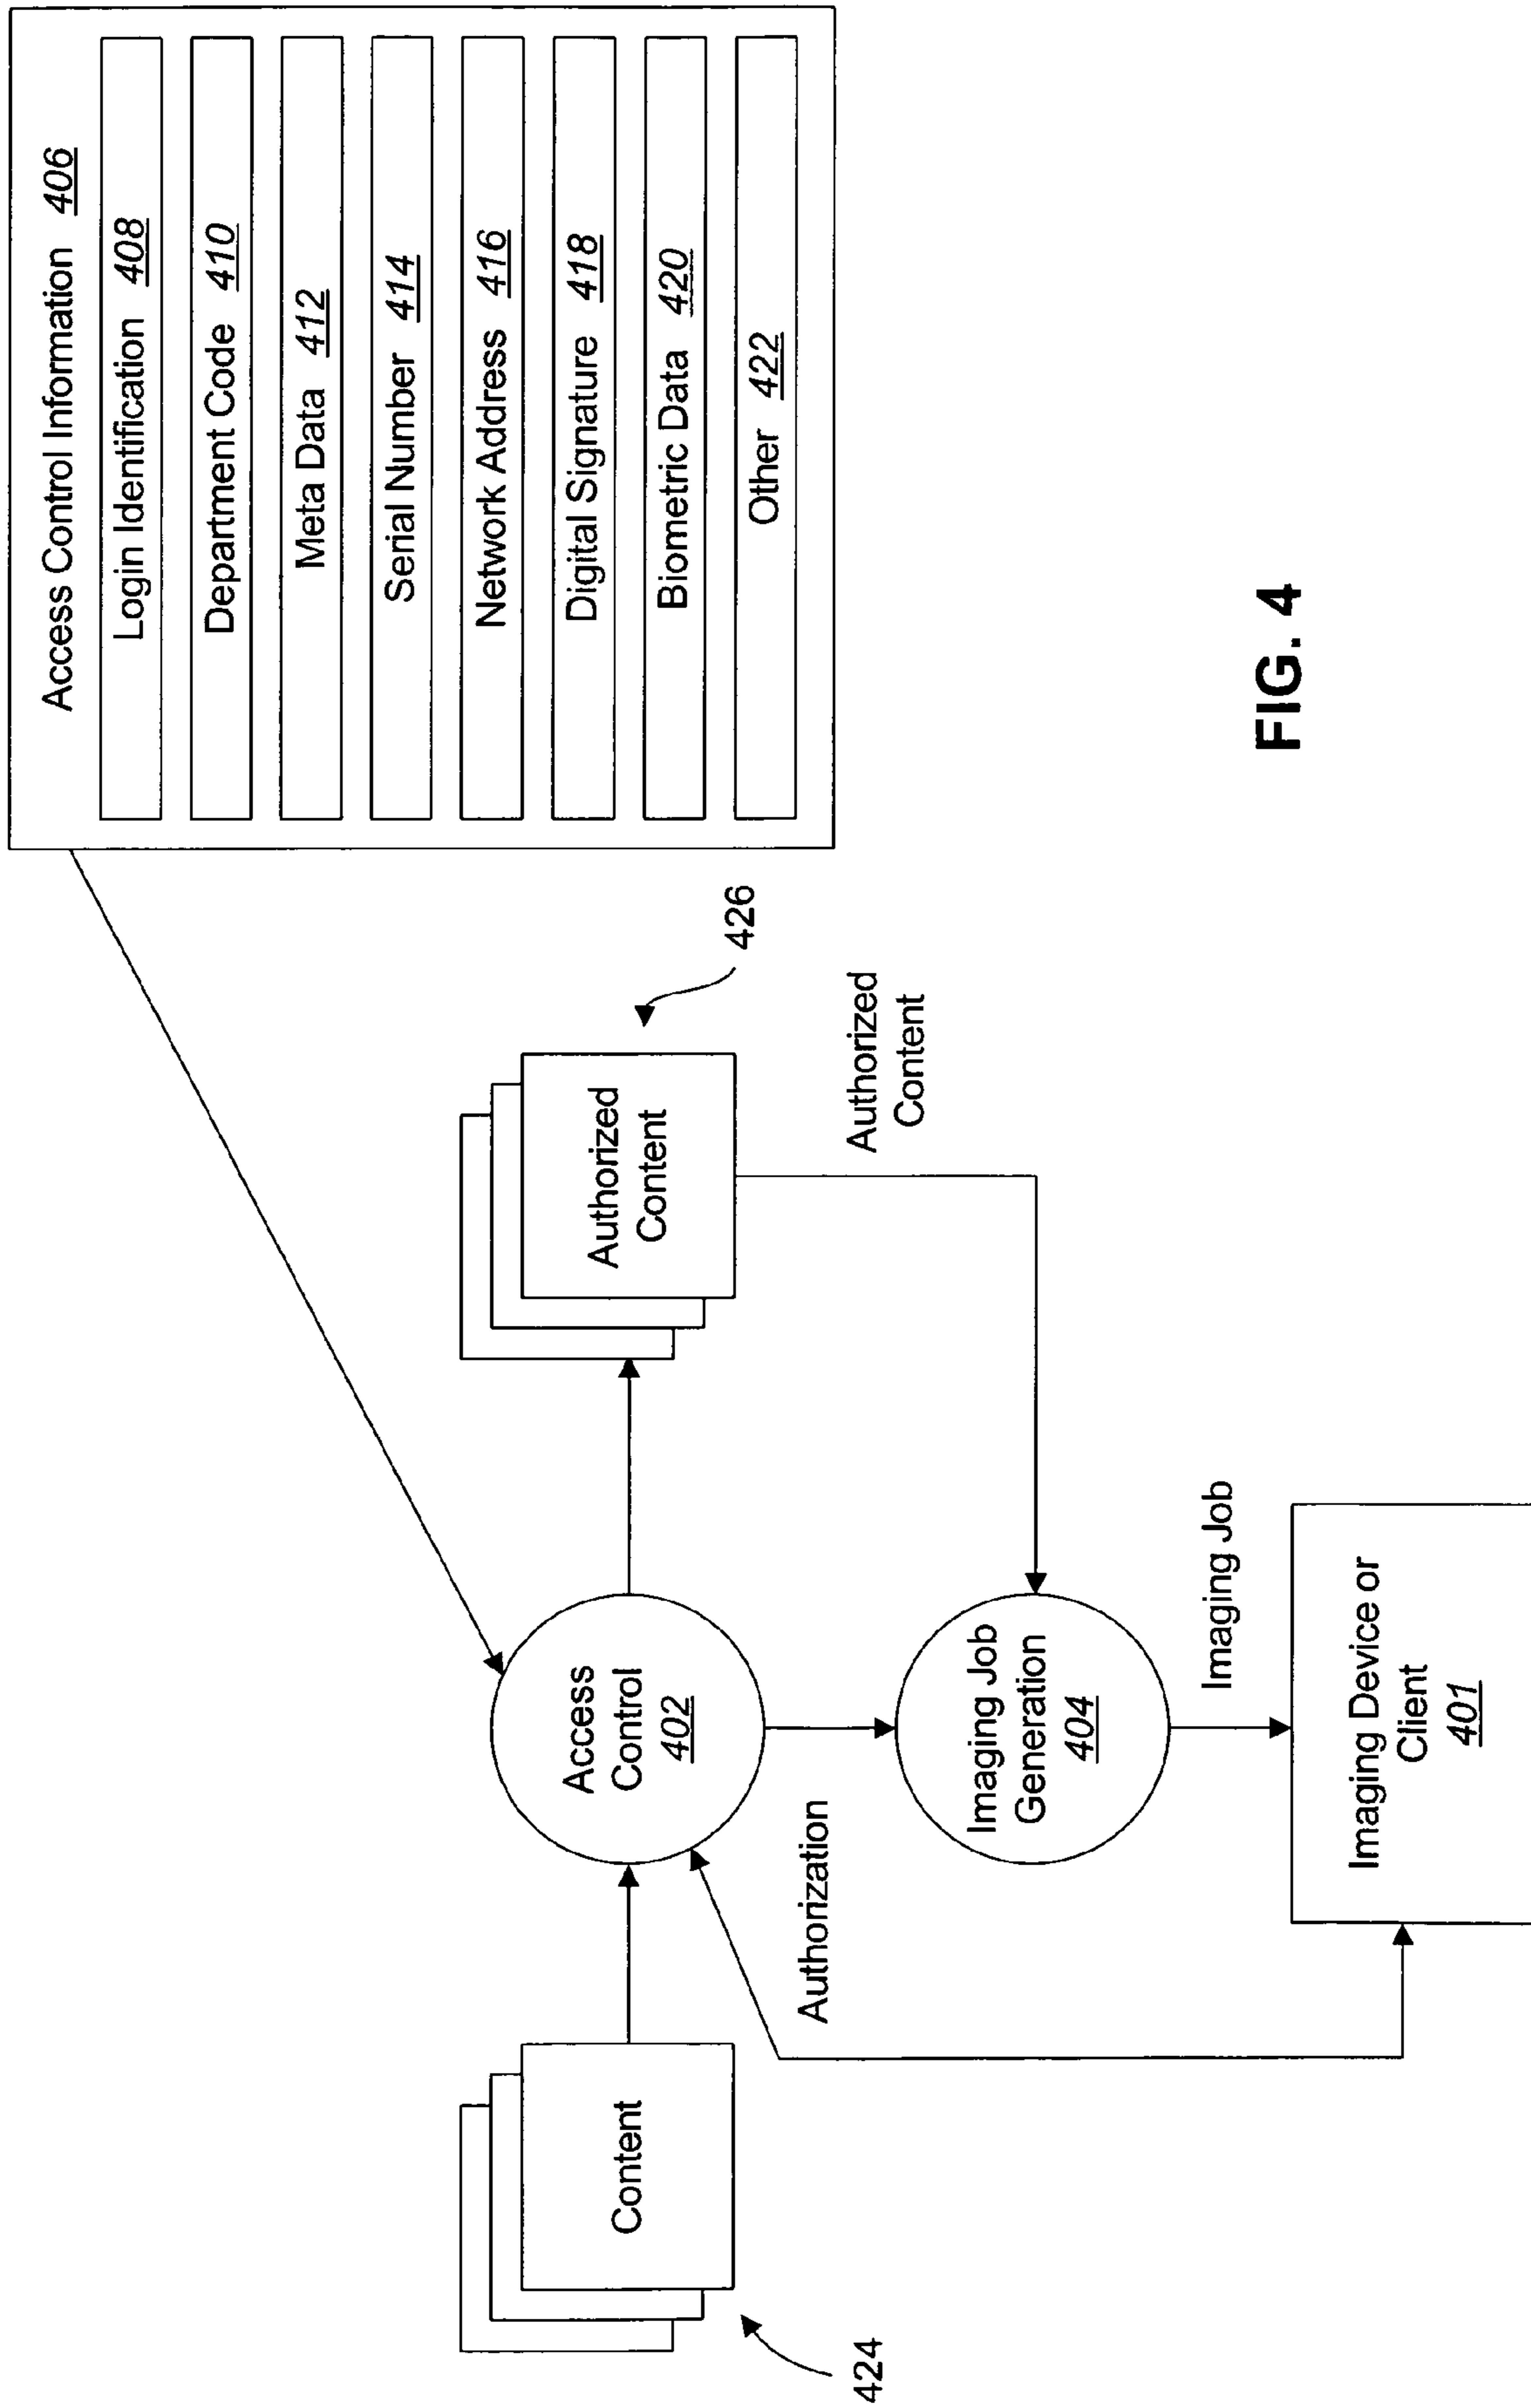 Access Control Information 406
Login Identification 408
Department Code 410
Meta Data 412
Serial Number 414
Network Address 416
Digital Signature 418
Biometric Data 420
Other 422
424
Content
Access
Control
402
Authorized
Content
426
Authorization
Authorized
Content
Imaging Job
Generation
404
Imaging Job
Imaging Device or
Client
401
FIG. 4